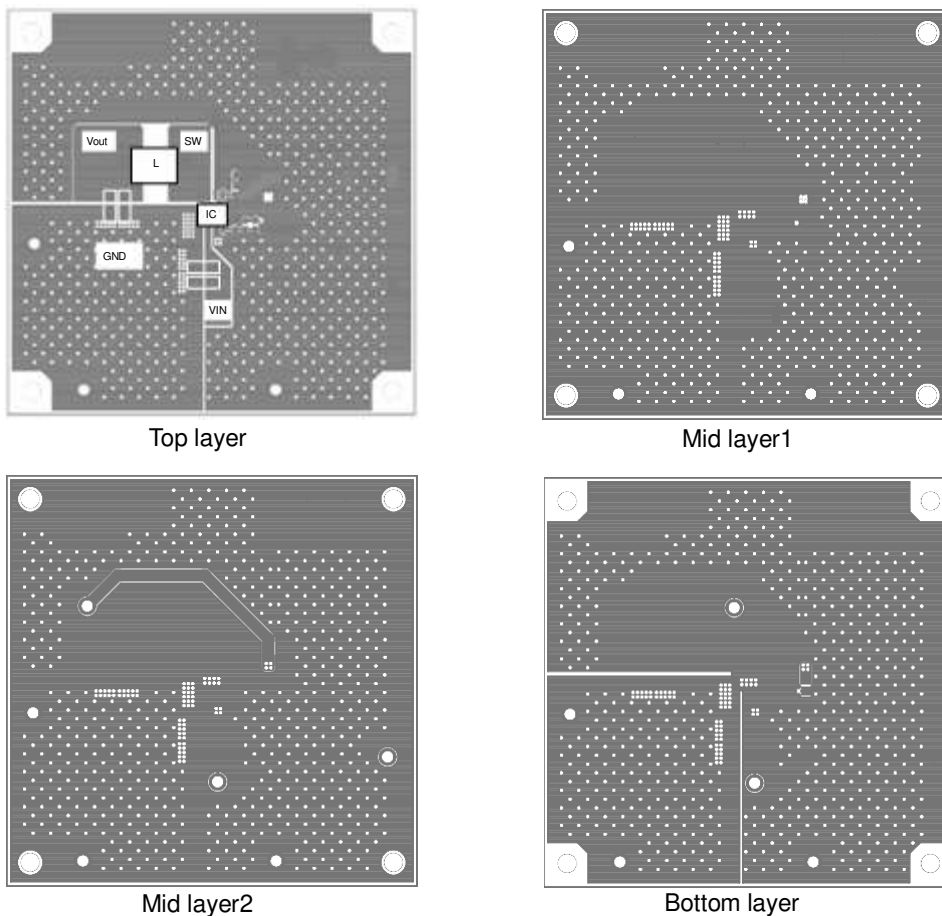 Vout
SW
L
IC
GND
VIN
Top layer
Mid layer1
Mid layer2
Bottom layer